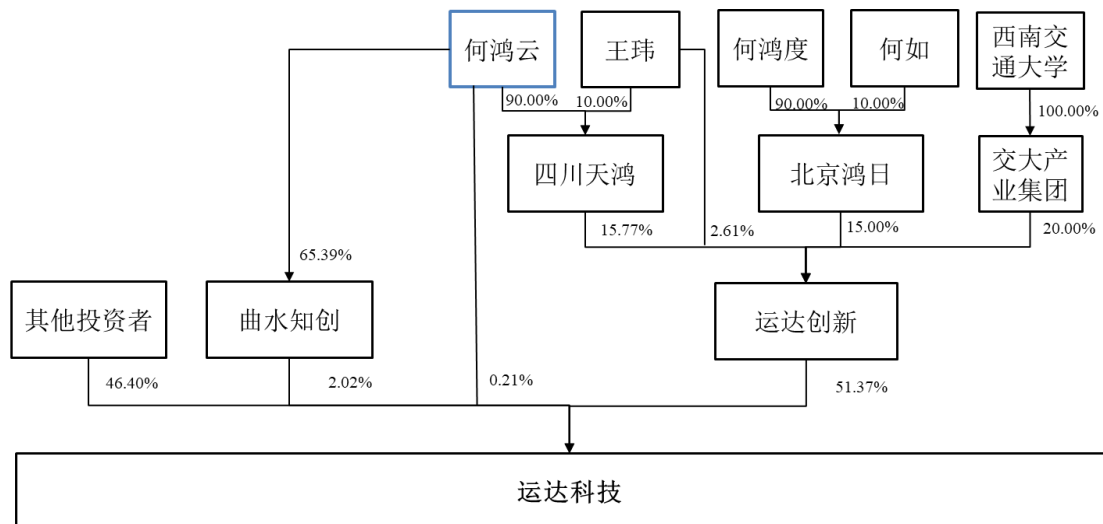 何鸿云
王玮
何鸿度
何如
西南交
通大学
90.00%
10.00%
90.00%
10.00%
100.00%
四川天鸿
北京鸿日
交大产
业集团
15.77%
2.61%
15.00%
20.00%
65.39%
其他投资者
曲水知创
运达创新
46.40%
2.02%
0.21%
51.37%
运达科技